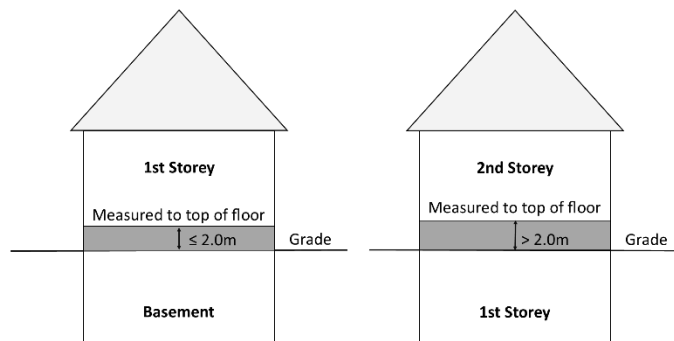 1st Storey
Measured to top of floor
≤ 2.0m
Grade
Basement
2nd Storey
Measured to top of floor
> 2.0m
Grade
1st Storey